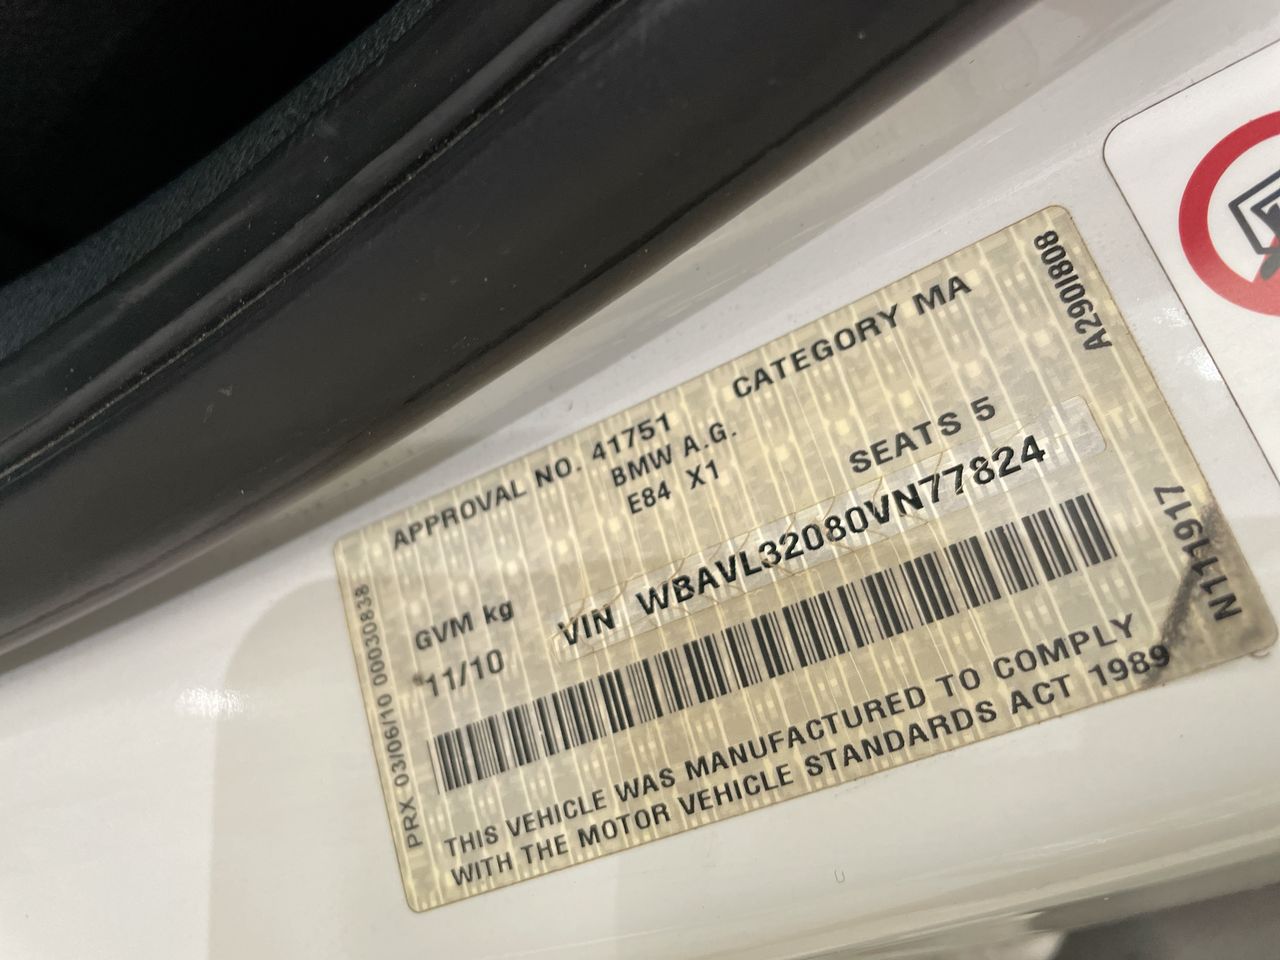 APPROVAL NO. 41751 CATEGORY MA
BMW A.G.
E84 X1
SEATS 5
GVM kg
VIN WBAVL32080VN77824
11/10
THIS VEHICLE WAS MANUFACTURED TO COMPLY
WITH THE MOTOR VEHICLE STANDARDS ACT 1989
PRX 03/06/10 00030838
A2901808
N111917